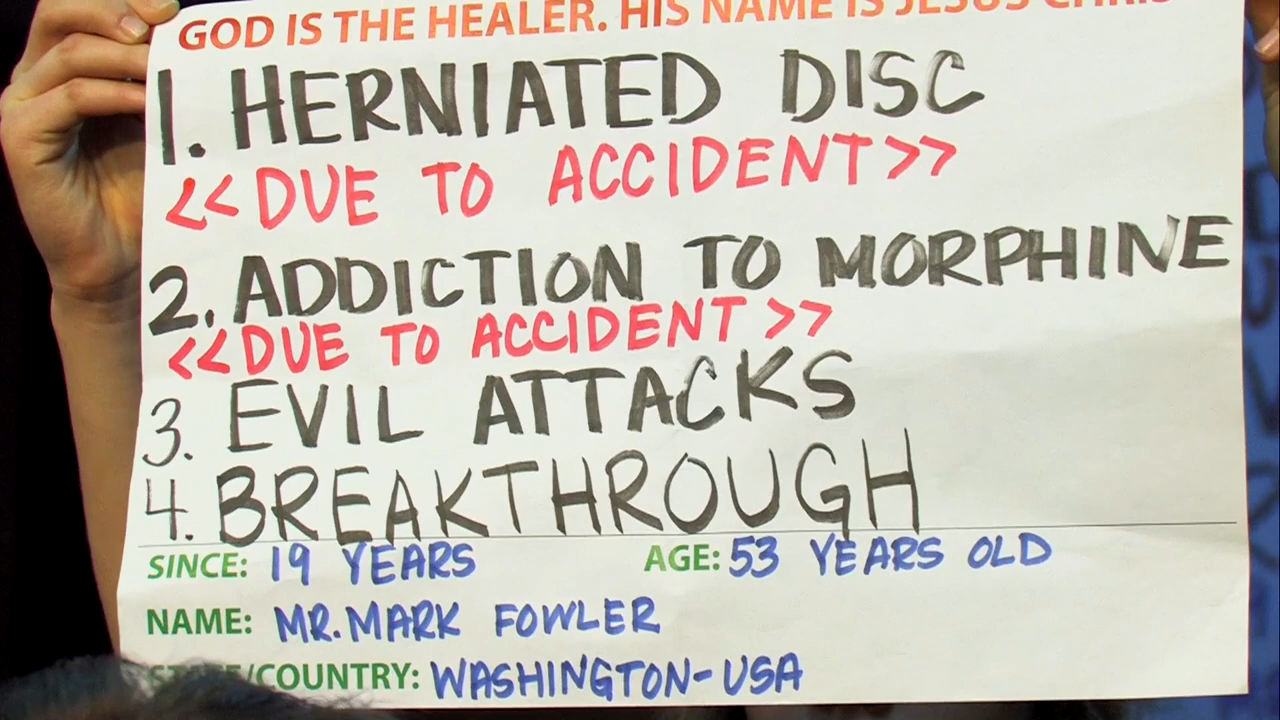 GOD IS THE HEALER. HIS NAME IS JESUS CHRIS
1. HERNIATED DISC
<<DUE TO ACCIDENT>>
2. ADDICTION TO MORPHINE
<<DUE TO ACCIDENT>>
3. EVIL ATTACKS
4. BREAKTHROUGH
SINCE: 19 YEARS AGE: 53 YEARS OLD
NAME: MR. MARK FOWLER
/COUNTRY: WASHINGTON-USA